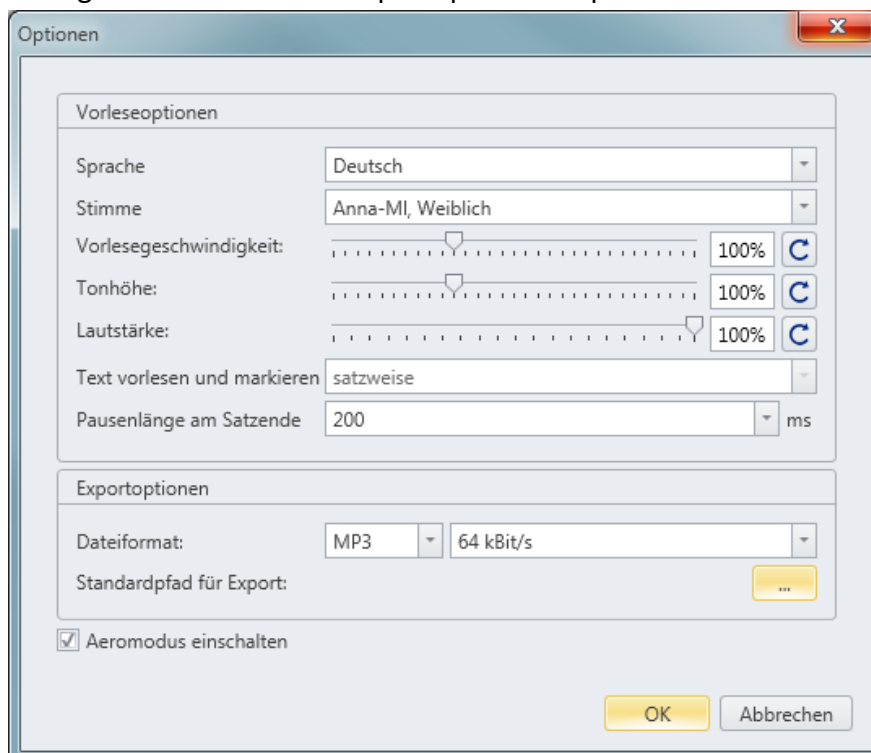 Optionen
Vorleseoptionen
Sprache Deutsch
Stimme Anna-MI, Weiblich
Vorlesegeschwindigkeit: 100%
Tonhöhe: 100%
Lautstärke: 100%
Text vorlesen und markieren satzweise
Pausenlänge am Satzende 200 ms
Exportoptionen
Dateiformat: MP3 64 kBit/s
Standardpfad für Export: ...
Aeromodus einschalten
OK Abbrechen